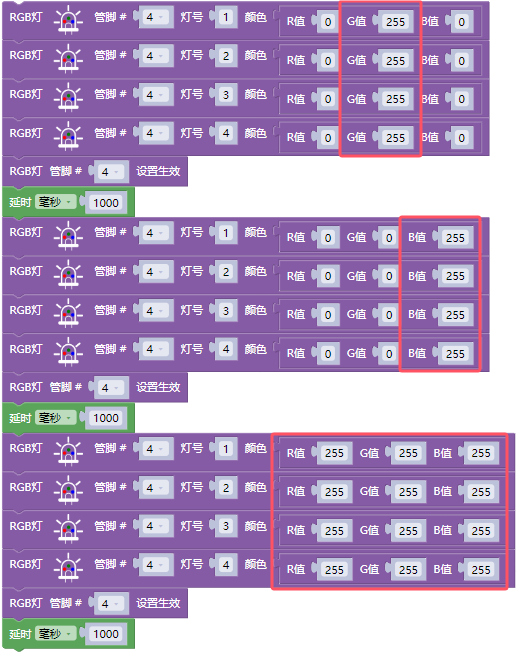 RGB灯 管脚 # 4 灯号 1 颜色 R值 0 G值 255 B值 0
RGB灯 管脚 # 4 灯号 2 颜色 R值 0 G值 255 B值 0
RGB灯 管脚 # 4 灯号 3 颜色 R值 0 G值 255 B值 0
RGB灯 管脚 # 4 灯号 4 颜色 R值 0 G值 255 B值 0
RGB灯 管脚 # 4 设置生效
延时 毫秒 1000
RGB灯 管脚 # 4 灯号 1 颜色 R值 0 G值 0 B值 255
RGB灯 管脚 # 4 灯号 2 颜色 R值 0 G值 0 B值 255
RGB灯 管脚 # 4 灯号 3 颜色 R值 0 G值 0 B值 255
RGB灯 管脚 # 4 灯号 4 颜色 R值 0 G值 0 B值 255
RGB灯 管脚 # 4 设置生效
延时 毫秒 1000
RGB灯 管脚 # 4 灯号 1 颜色 R值 255 G值 255 B值 255
RGB灯 管脚 # 4 灯号 2 颜色 R值 255 G值 255 B值 255
RGB灯 管脚 # 4 灯号 3 颜色 R值 255 G值 255 B值 255
RGB灯 管脚 # 4 灯号 4 颜色 R值 255 G值 255 B值 255
RGB灯 管脚 # 4 设置生效
延时 毫秒 1000